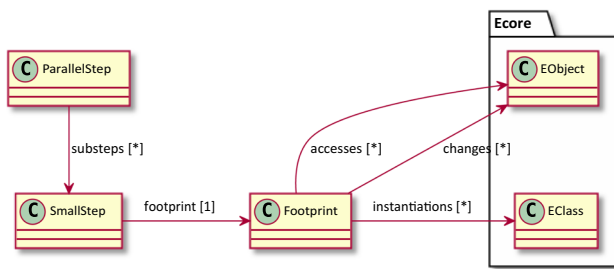 Ecore
C ParallelStep
C EObject
substeps [*]
accesses [*]
changes [*]
C SmallStep
footprint [1]
C Footprint
instantiations [*]
C EClass